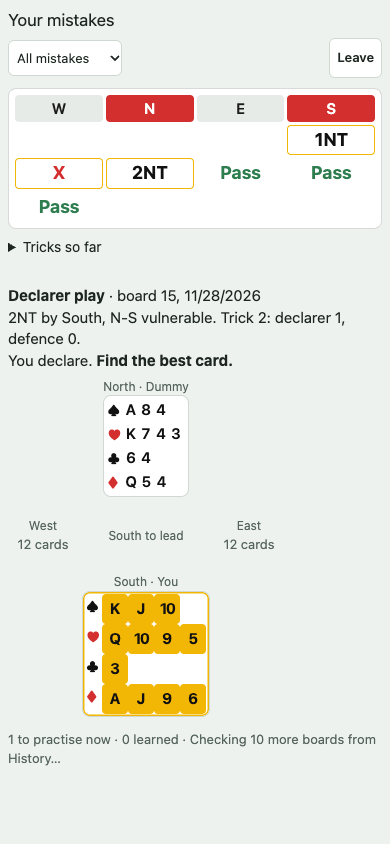 Your mistakes
All mistakes
Leave
W N E S
1NT
X 2NT Pass Pass
Pass
▶ Tricks so far
Declarer play · board 15, 11/28/2026
2NT by South, N-S vulnerable. Trick 2: declarer 1,
defence 0.
You declare. Find the best card.
North · Dummy
♠ A 8 4
♥ K 7 4 3
♣ 6 4
♦ Q 5 4
West
12 cards
South to lead
East
12 cards
South · You
♠ K J 10
♥ Q 10 9 5
♣ 3
♦ A J 9 6
1 to practise now · 0 learned · Checking 10 more boards from
History…